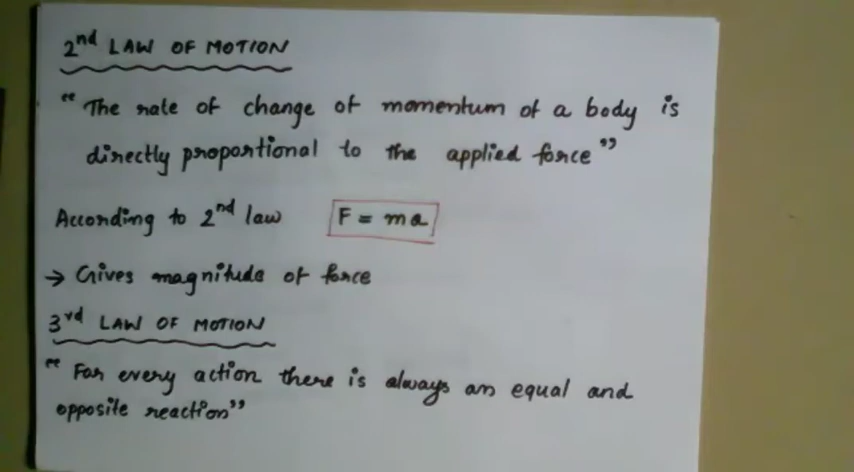 2nd LAW OF MOTION
"The rate of change of momentum of a body is
directly proportional to the applied force"
According to 2nd law F = ma
→ Gives magnitude of force
3rd LAW OF MOTION
"For every action there is always an equal and
opposite reaction"